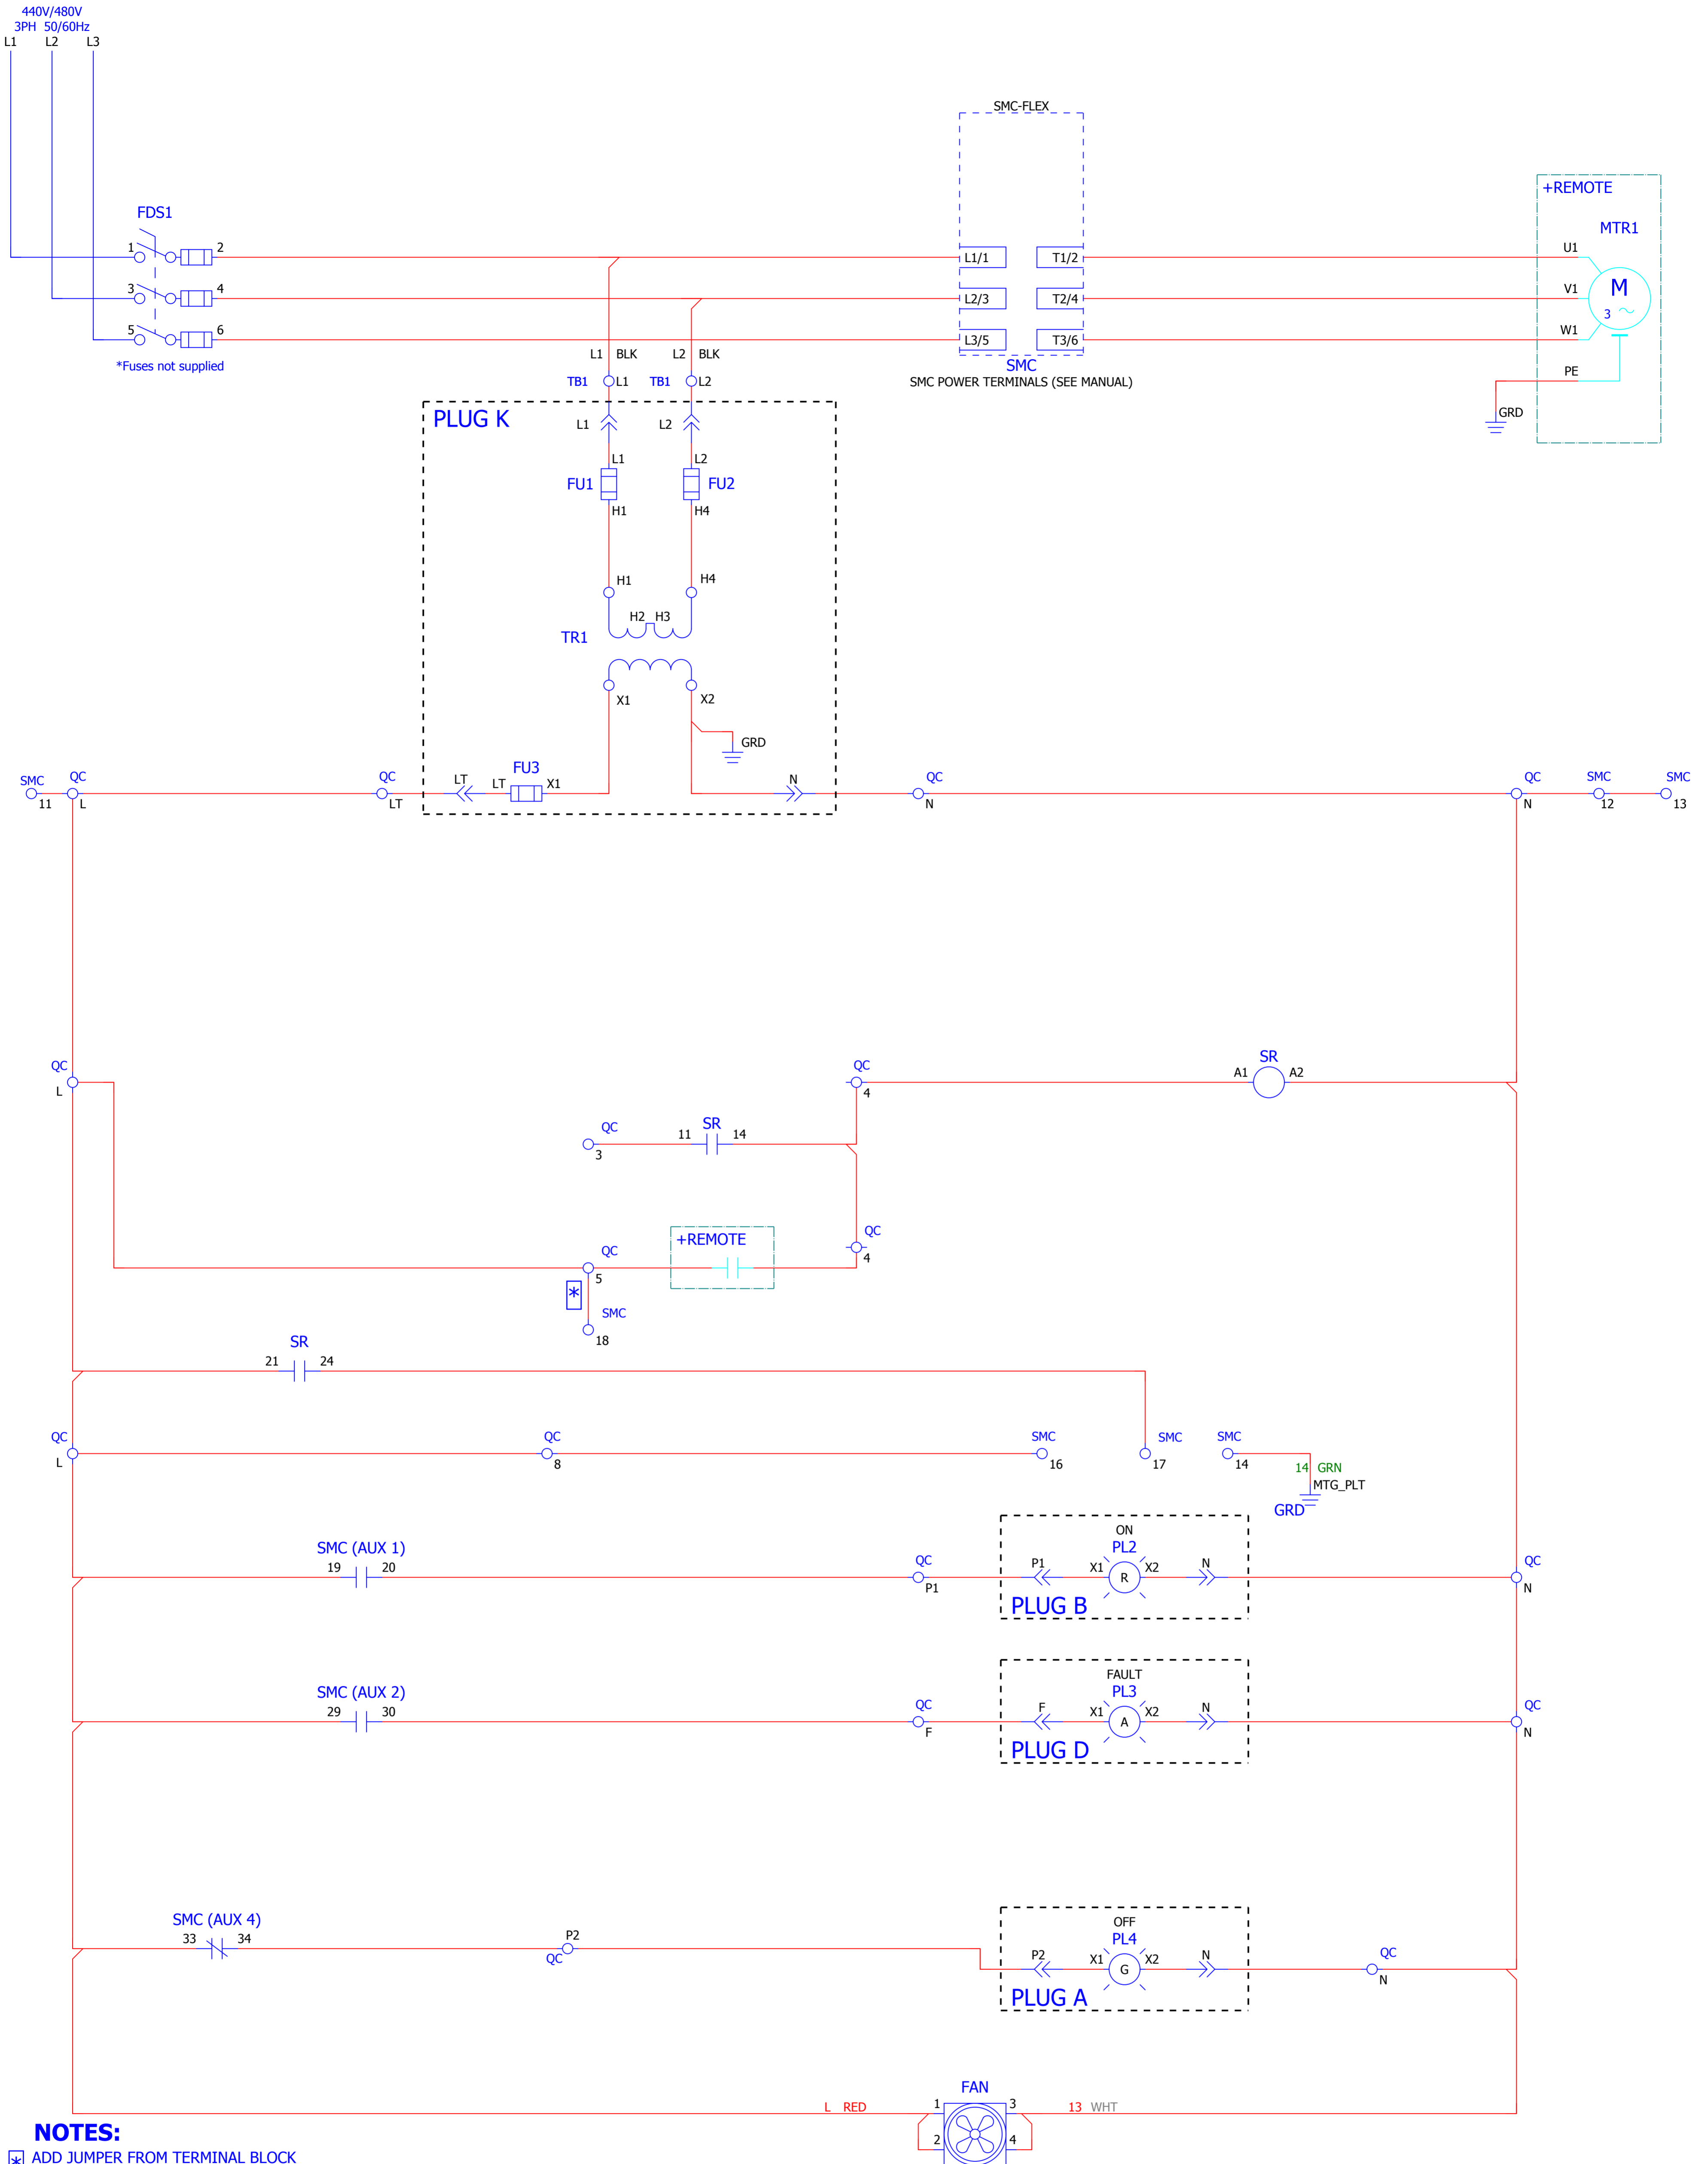 440V/480V
3PH 50/60Hz
L1 L2 L3
SMC-FLEX
+REMOTE
MTR1
FDS1
1 2 L1/1 T1/2 U1
3 4 L2/3 T2/4 V1 M
3
5 6 L3/5 T3/6 W1
*Fuses not supplied
L1 BLK L2 BLK
SMC
SMC POWER TERMINALS (SEE MANUAL)
PE
TB1 L1 TB1 L2
GRD
PLUG K
L1 L2
L1 L2
FU1 FU2
H1 H4
H1 H4
H2 H3
TR1
X1 X2
GRD
SMC QC QC LT LT FU3 X1 N QC QC SMC SMC
11 L LT N N 12 13
QC QC SR
L 4 A1 A2
QC 11 SR 14
3
QC
4
+REMOTE
QC
5
*
SMC
18
SR
21 24
QC QC SMC SMC SMC
L 8 16 17 14
14 GRN
MTG_PLT
GRD
SMC (AUX 1)
19 20
QC
P1
ON
PL2
P1 X1 R X2 N
PLUG B
QC
N
SMC (AUX 2)
29 30
QC
F
FAULT
PL3
F X1 A X2 N
PLUG D
QC
N
SMC (AUX 4)
33 34
P2
QC
OFF
PL4
P2 X1 G X2 N
PLUG A
QC
N
FAN
L RED 1 3 13 WHT
2 4
NOTES:
* ADD JUMPER FROM TERMINAL BLOCK